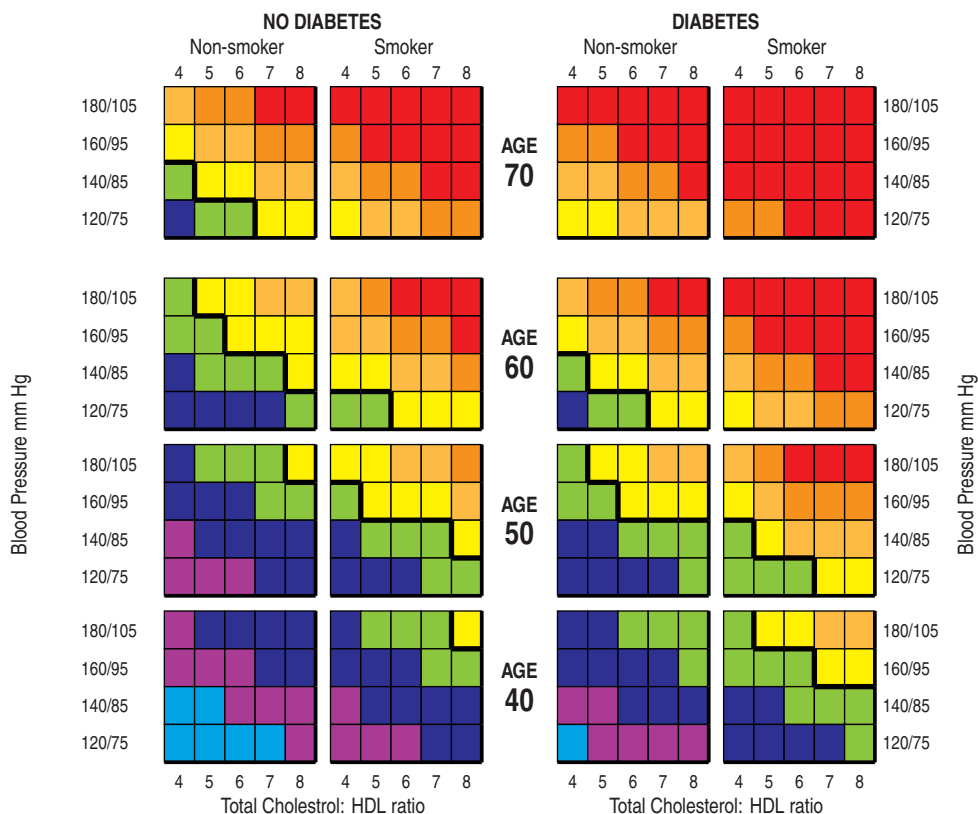 NO DIABETES DIABETES
Non-smoker Smoker Non-smoker Smoker
4 5 6 7 8 4 5 6 7 8 4 5 6 7 8 4 5 6 7 8
180/105 180/105
160/95 AGE 160/95
140/85 70 140/85
120/75 120/75
180/105 180/105
160/95 AGE 160/95
140/85 60 140/85
120/75 120/75
180/105 180/105
160/95 AGE 160/95
140/85 50 140/85
120/75 120/75
180/105 180/105
160/95 AGE 160/95
140/85 40 140/85
120/75 120/75
4 5 6 7 8 4 5 6 7 8 4 5 6 7 8 4 5 6 7 8
Total Cholestrol: HDL ratio Total Cholesterol: HDL ratio
Blood Pressure mm Hg
Blood Pressure mm Hg